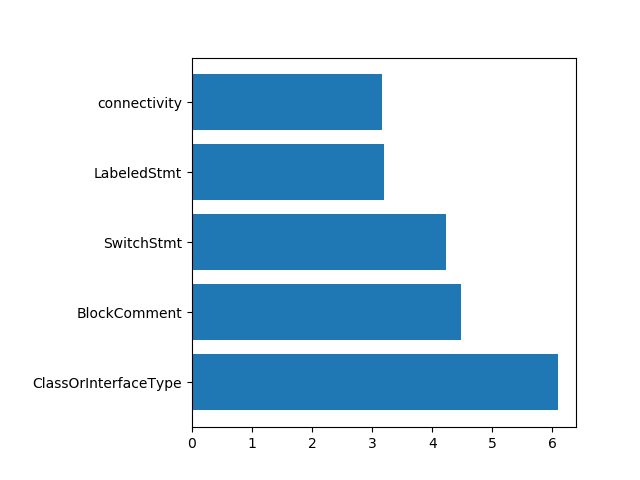 connectivity
LabeledStmt
SwitchStmt
BlockComment
ClassOrInterfaceType
0 1 2 3 4 5 6